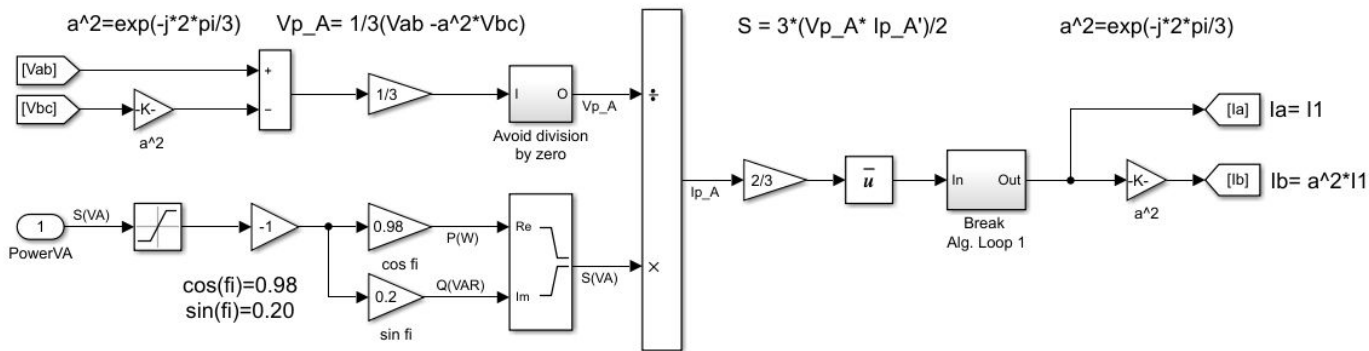 a^2=exp(-j*2*pi/3)
Vp_A= 1/3(Vab -a^2*Vbc)
S = 3*(Vp_A* Ip_A')/2
a^2=exp(-j*2*pi/3)
[Vab]
[Vbc]
-K-
a^2
+
−
1/3
I
O
Vp_A
Avoid division
by zero
÷
×
Ip_A
2/3
u
In
Out
Break
Alg. Loop 1
[Ia]
Ia= I1
-K-
a^2
[Ib]
Ib= a^2*I1
1
PowerVA
S(VA)
-1
0.98
cos fi
P(W)
cos(fi)=0.98
sin(fi)=0.20
0.2
sin fi
Q(VAR)
Re
Im
S(VA)